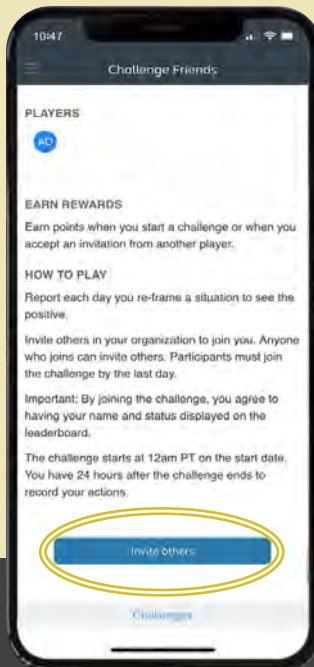 10:47
Challenge Friends
PLAYERS
AD
EARN REWARDS
Earn points when you start a challenge or when you
accept an invitation from another player.
HOW TO PLAY
Report each day you re-frame a situation to see the
positive.
Invite others in your organization to join you. Anyone
who joins can invite others. Participants must join
the challenge by the last day.
Important: By joining the challenge, you agree to
having your name and status displayed on the
leaderboard.
The challenge starts at 12am PT on the start date.
You have 24 hours after the challenge ends to
record your actions.
Invite others
Challenges